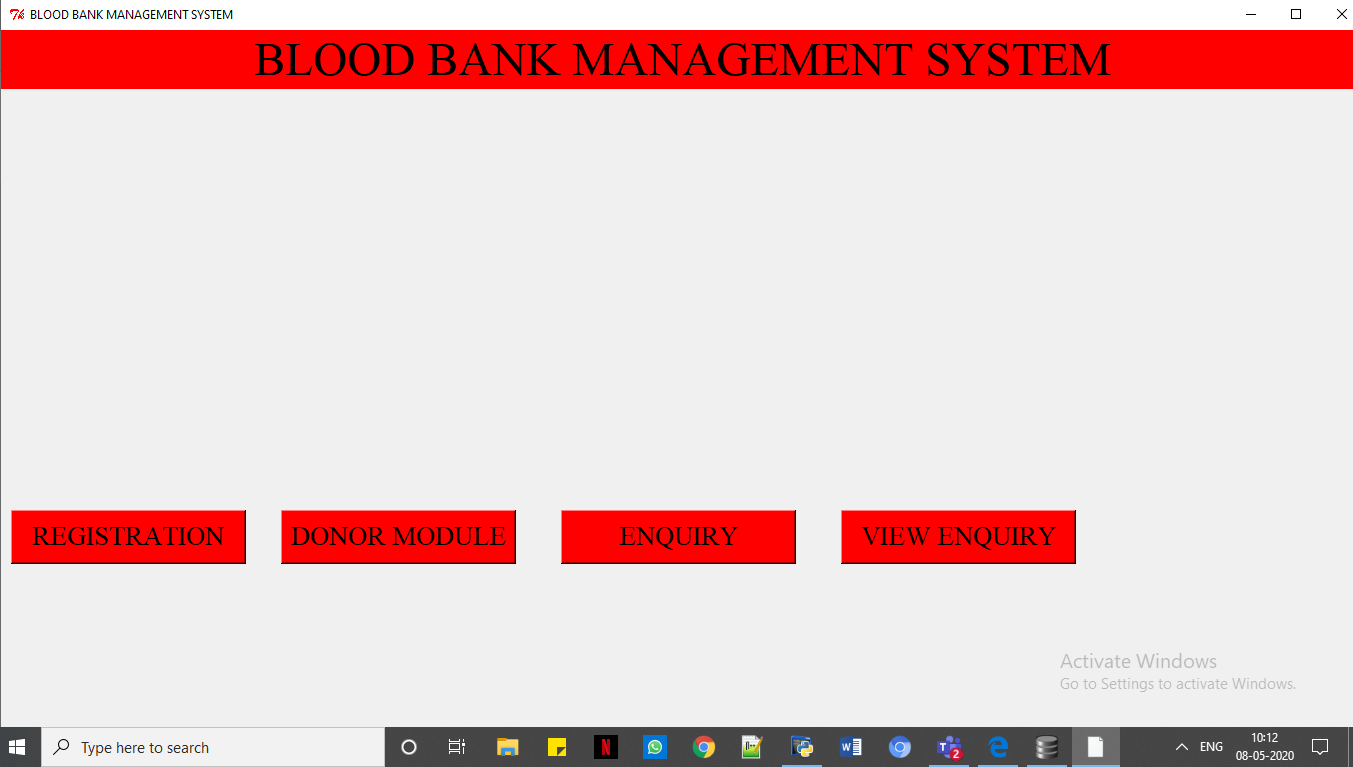 BLOOD BANK MANAGEMENT SYSTEM
BLOOD BANK MANAGEMENT SYSTEM
REGISTRATION DONOR MODULE ENQUIRY VIEW ENQUIRY
Activate Windows
Go to Settings to activate Windows.
Type here to search
ENG
10:12
08-05-2020